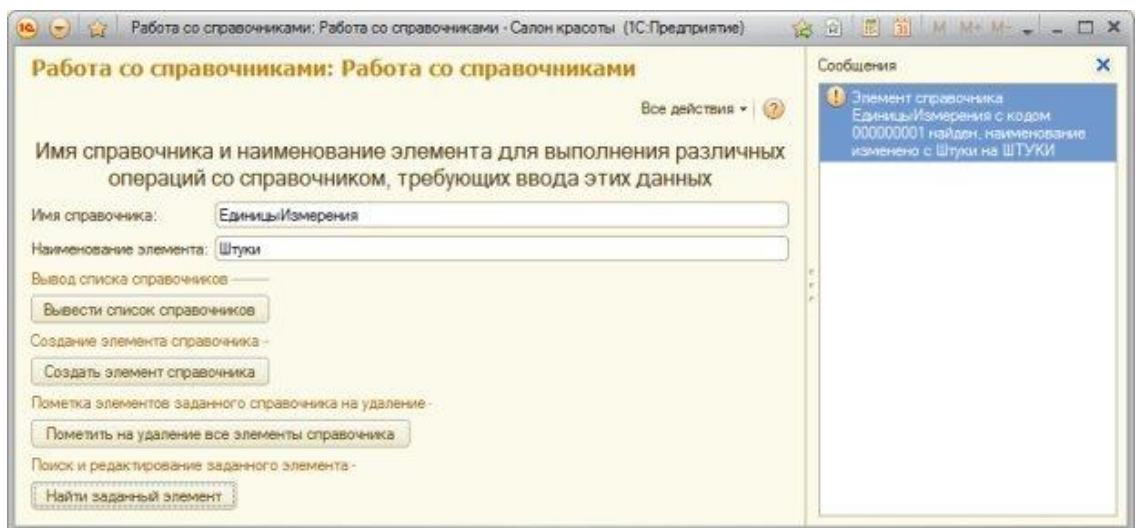 Работа со справочниками: Работа со справочниками - Салон красоты (1С:Предприятие)
M M+ M-
Работа со справочниками: Работа со справочниками
Все действия
Имя справочника и наименование элемента для выполнения различных
операций со справочником, требующих ввода этих данных
Имя справочника: ЕдиницыИзмерения
Наименование элемента: Штуки
Вывод списка справочников
Вывести список справочников
Создание элемента справочника
Создать элемент справочника
Пометка элементов заданного справочника на удаление
Пометить на удаление все элементы справочника
Поиск и редактирование заданного элемента
Найти заданный элемент
Сообщения
Элемент справочника
ЕдиницыИзмерения с кодом
000000001 найден, наименование
изменено с Штуки на ШТУКИ